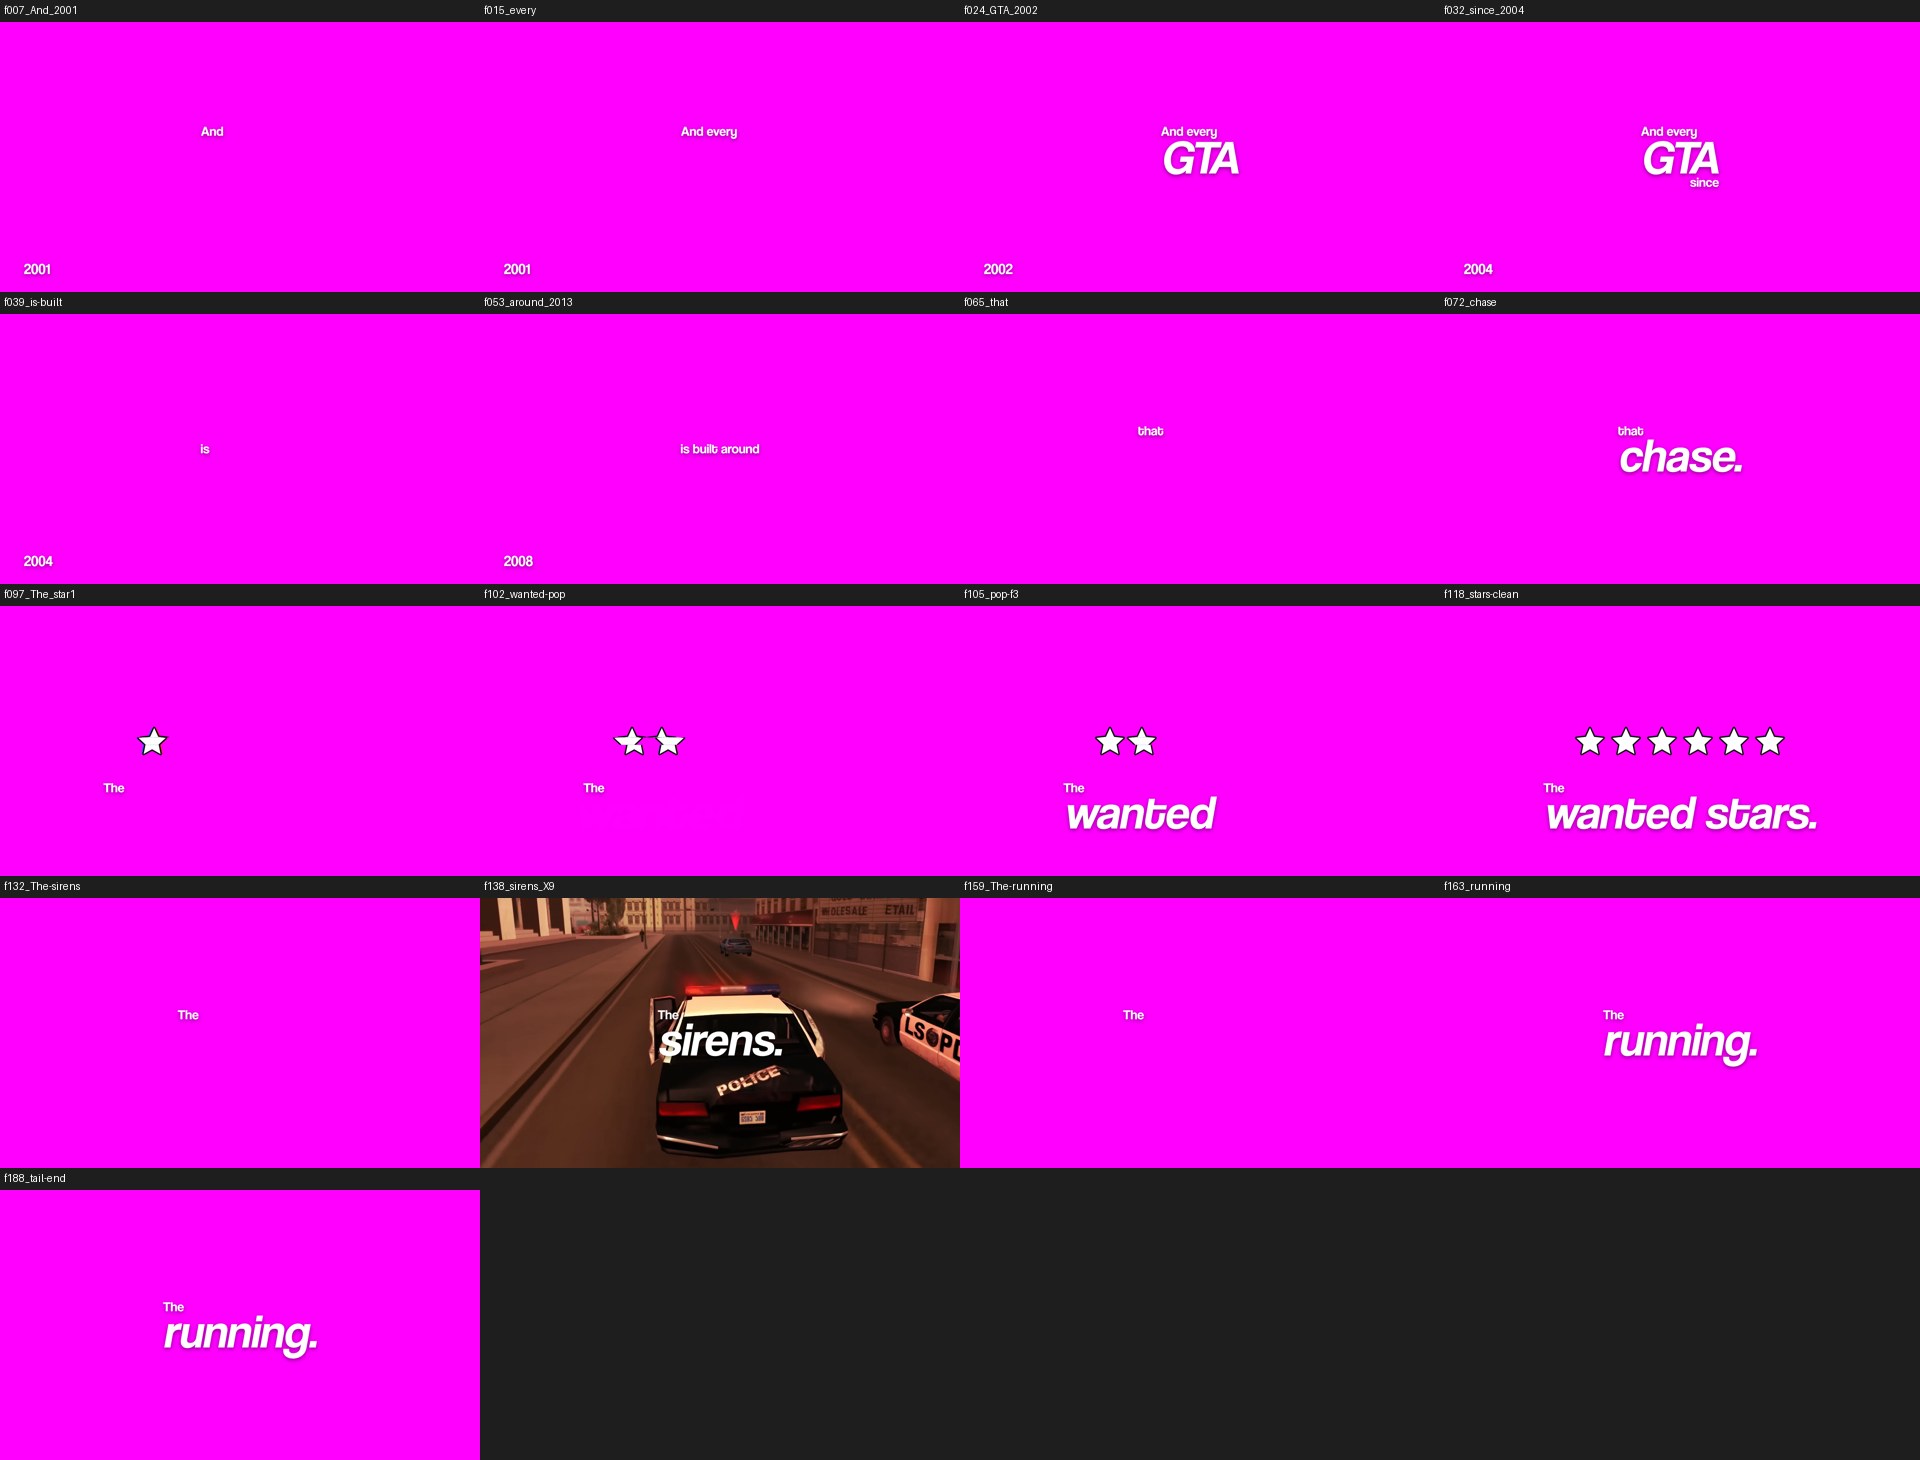 f007_And_2001
f015_every
f024_GTA_2002
f032_since_2004
And
And every
And every
GTA
And every
GTA
since
2001
2001
2002
2004
f039_is-built
f053_around_2013
f065_that
f072_chase
is
is built around
that
that
chase.
2004
2008
f097_The_star1
f102_wanted-pop
f105_pop-f3
f118_stars-clean
The
The
The
wanted
The
wanted stars.
f132_The-sirens
f138_sirens_X9
f159_The-running
f163_running
The
WOLESALE ETAIL
The
sirens.
LSPD
POLICE
The
The
running.
f188_tail-end
The
running.